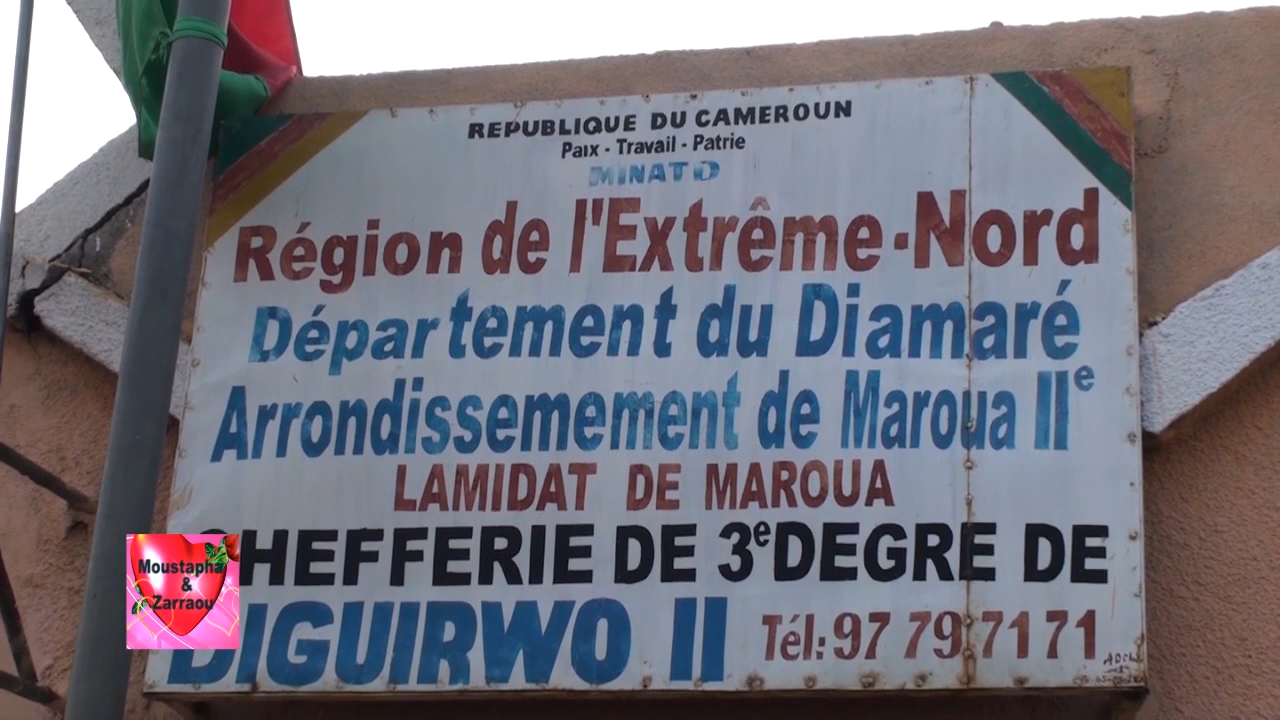 REPUBLIQUE DU CAMEROUN
Paix - Travail - Patrie
MINATD
Région de l'Extrême-Nord
Département du Diamaré
Arrondissemement de Maroua IIe
LAMIDAT DE MAROUA
CHEFFERIE DE 3e DEGRE DE
DIGUIRWO II Tél: 97 79 71 71
Moustapha
&
Zarraou